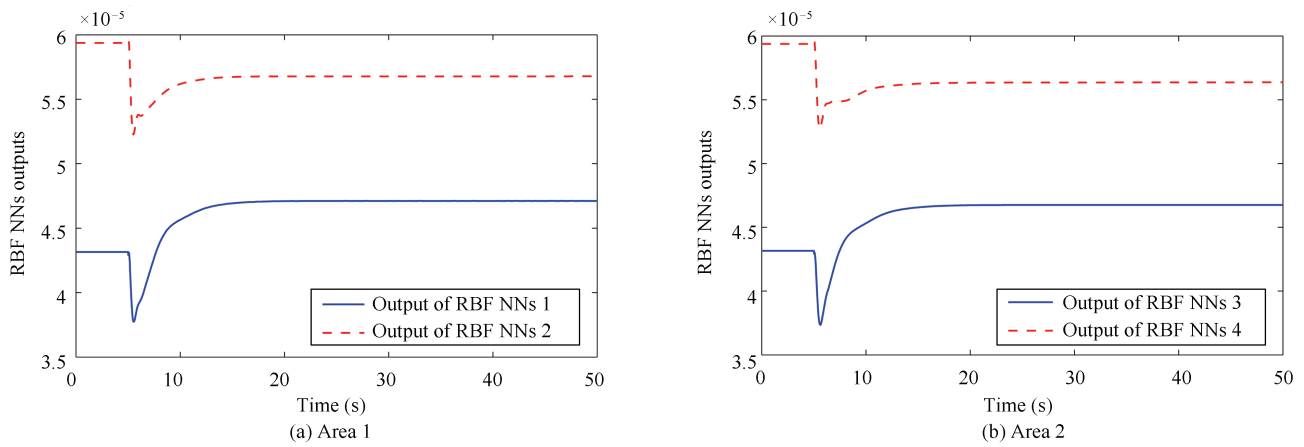 ×10⁻⁵
6
5.5
5
4.5
4
3.5
RBF NNs outputs
0
10
20
30
40
50
Time (s)
Output of RBF NNs 1
Output of RBF NNs 2
(a) Area 1
×10⁻⁵
6
5.5
5
4.5
4
3.5
RBF NNs outputs
0
10
20
30
40
50
Time (s)
Output of RBF NNs 3
Output of RBF NNs 4
(b) Area 2